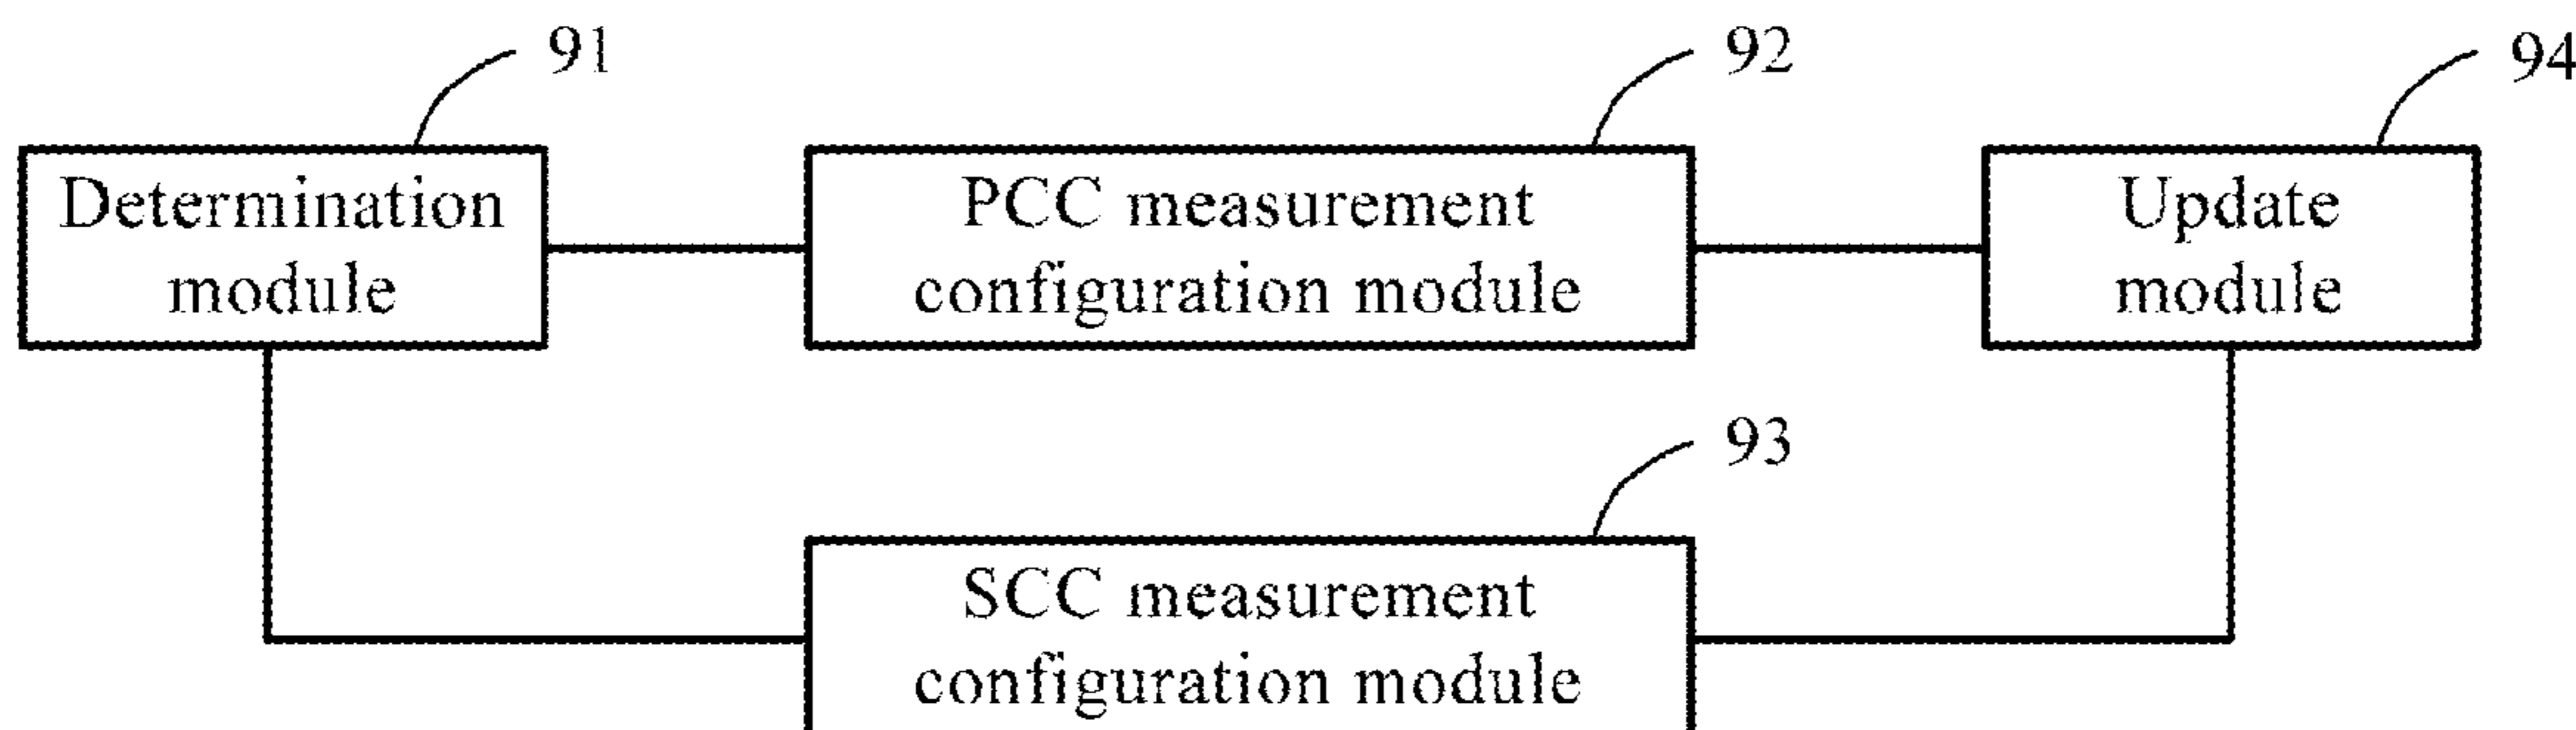 91
92
94
Determination
module
PCC measurement
configuration module
Update
module
93
SCC measurement
configuration module